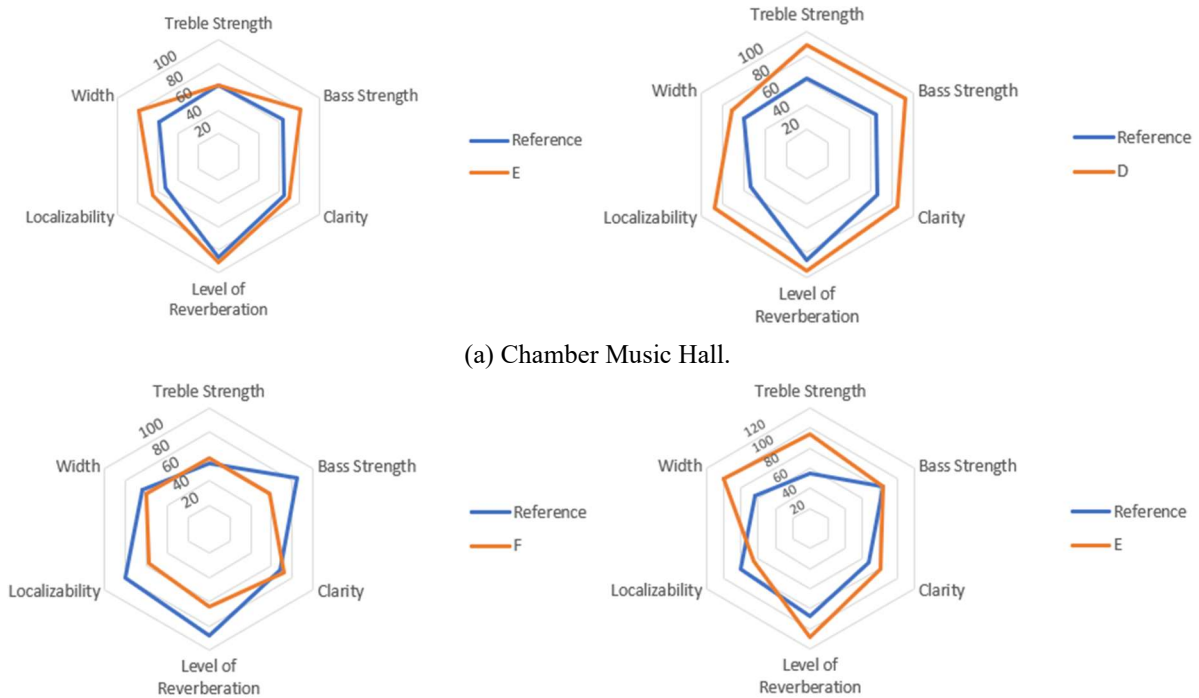 Treble Strength
100
80
60
40
20
Width
Bass Strength
Localizability
Clarity
Level of
Reverberation
Reference
E
Treble Strength
100
80
60
40
20
Width
Bass Strength
Localizability
Clarity
Level of
Reverberation
Reference
D
(a) Chamber Music Hall.
Treble Strength
100
80
60
40
20
Width
Bass Strength
Localizability
Clarity
Level of
Reverberation
Reference
F
Treble Strength
120
100
80
60
40
20
Width
Bass Strength
Localizability
Clarity
Level of
Reverberation
Reference
E